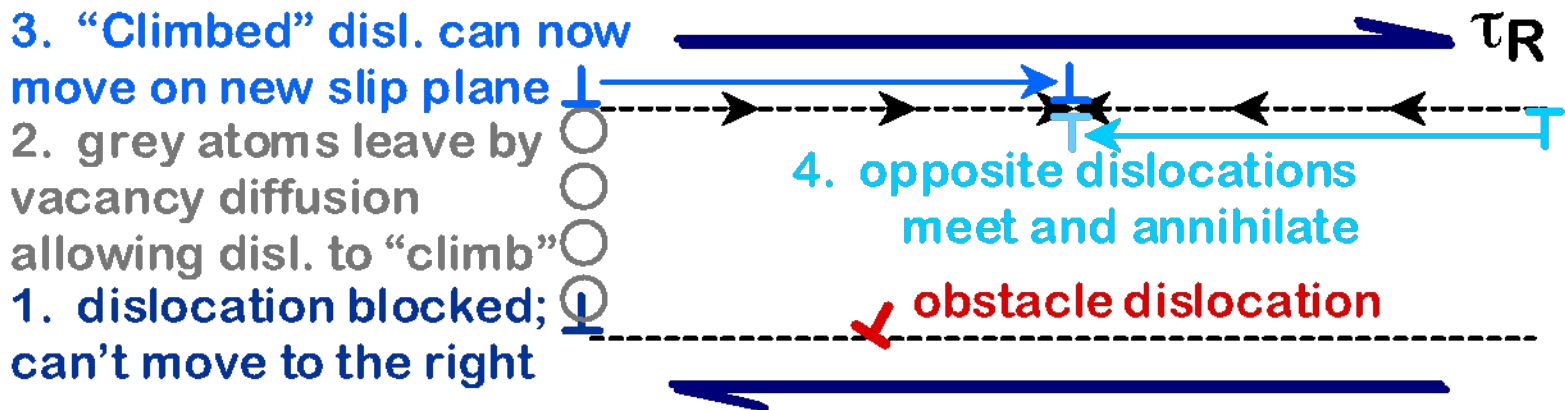 3. “Climbed” disl. can now
move on new slip plane
2. grey atoms leave by
vacancy diffusion
allowing disl. to “climb”
1. dislocation blocked;
can’t move to the right
τR
4. opposite dislocations
meet and annihilate
obstacle dislocation